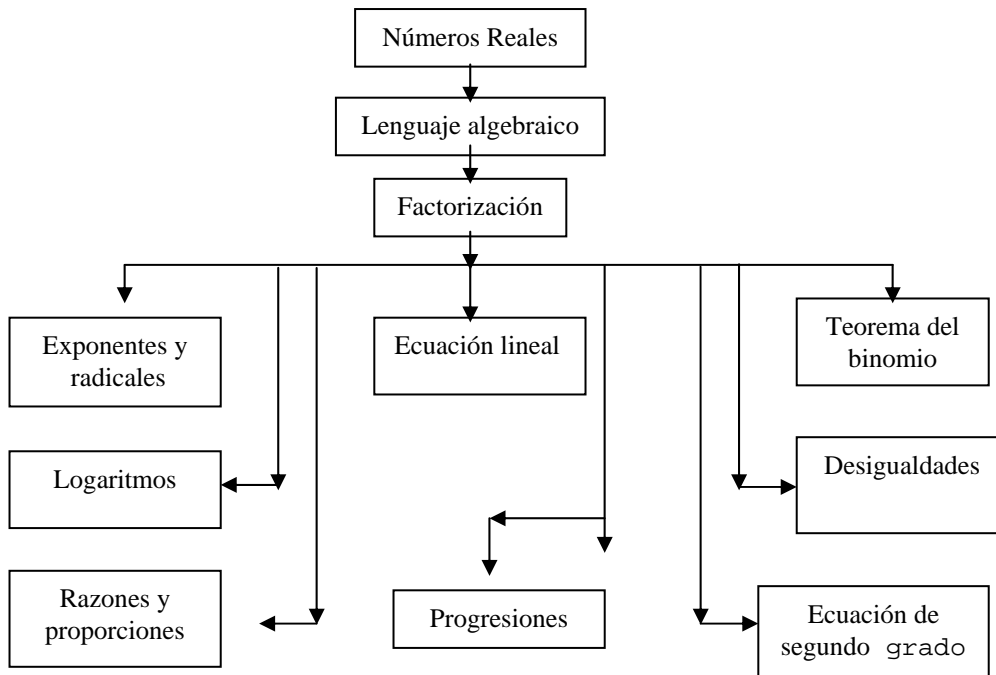 Números Reales
Lenguaje algebraico
Factorización
Exponentes y
radicales
Ecuación lineal
Teorema del
binomio
Logaritmos
Desigualdades
Razones y
proporciones
Progresiones
Ecuación de
segundo grado